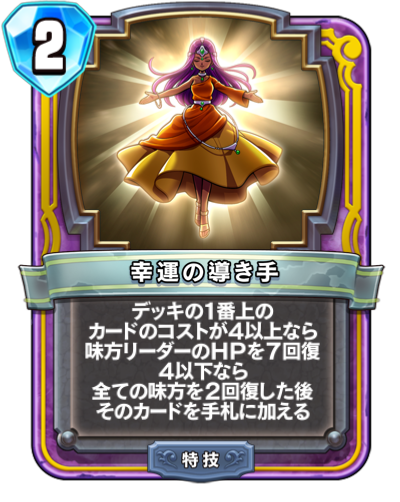 2
幸運の導き手
デッキの1番上の
カードのコストが4以上なら
味方リーダーのHPを7回復
4以下なら
全ての味方を2回復した後
そのカードを手札に加える
特技